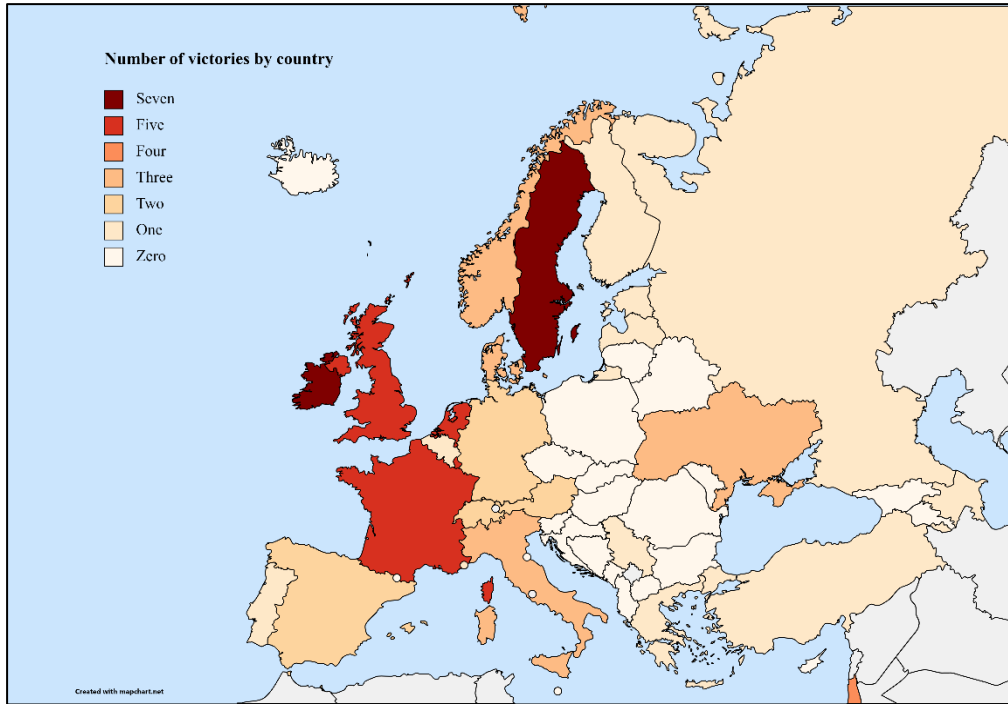 Number of victories by country
Seven
Five
Four
Three
Two
One
Zero
Created with mapchart.net